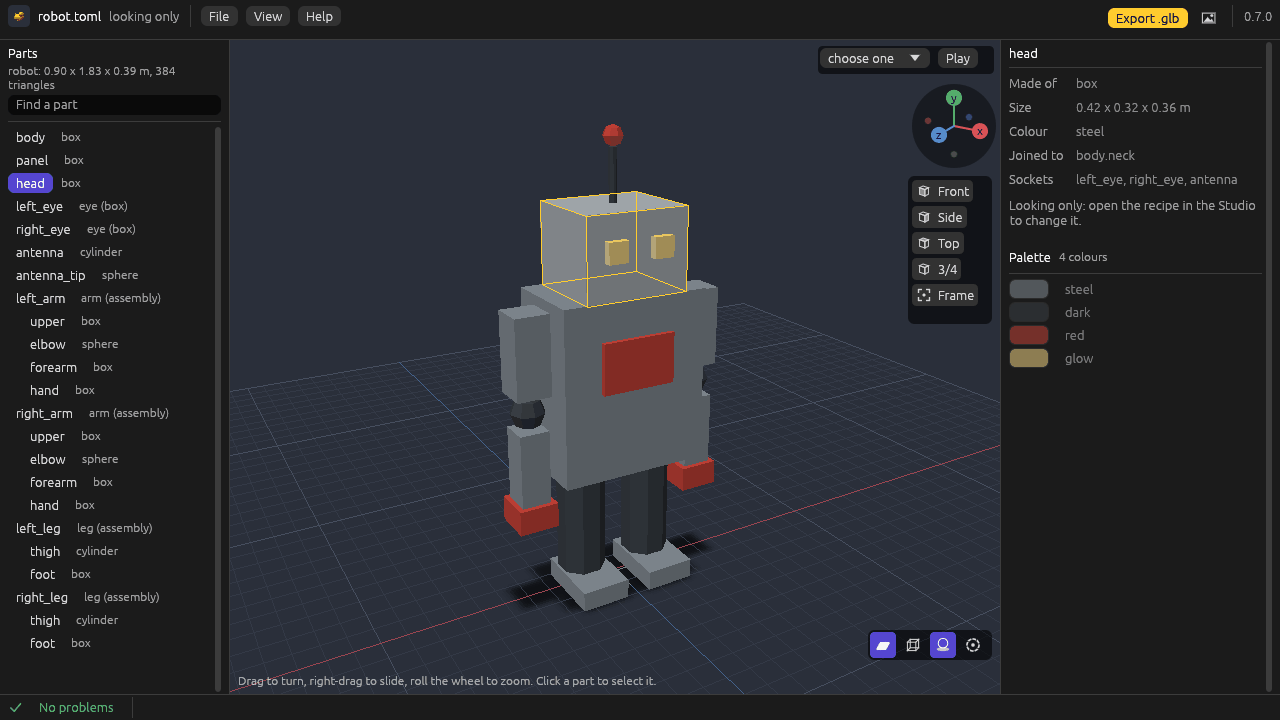 robot.toml looking only File View Help Export .glb 0.7.0
Parts
robot: 0.90 x 1.83 x 0.39 m, 384
triangles
Find a part
body box
panel box
head box
left_eye eye (box)
right_eye eye (box)
antenna cylinder
antenna_tip sphere
left_arm arm (assembly)
upper box
elbow sphere
forearm box
hand box
right_arm arm (assembly)
upper box
elbow sphere
forearm box
hand box
left_leg leg (assembly)
thigh cylinder
foot box
right_leg leg (assembly)
thigh cylinder
foot box
choose one Play
y
x
z
Front
Side
Top
3/4
Frame
Drag to turn, right-drag to slide, roll the wheel to zoom. Click a part to select it.
head
Made of box
Size 0.42 x 0.32 x 0.36 m
Colour steel
Joined to body.neck
Sockets left_eye, right_eye, antenna
Looking only: open the recipe in the Studio
to change it.
Palette 4 colours
steel
dark
red
glow
No problems